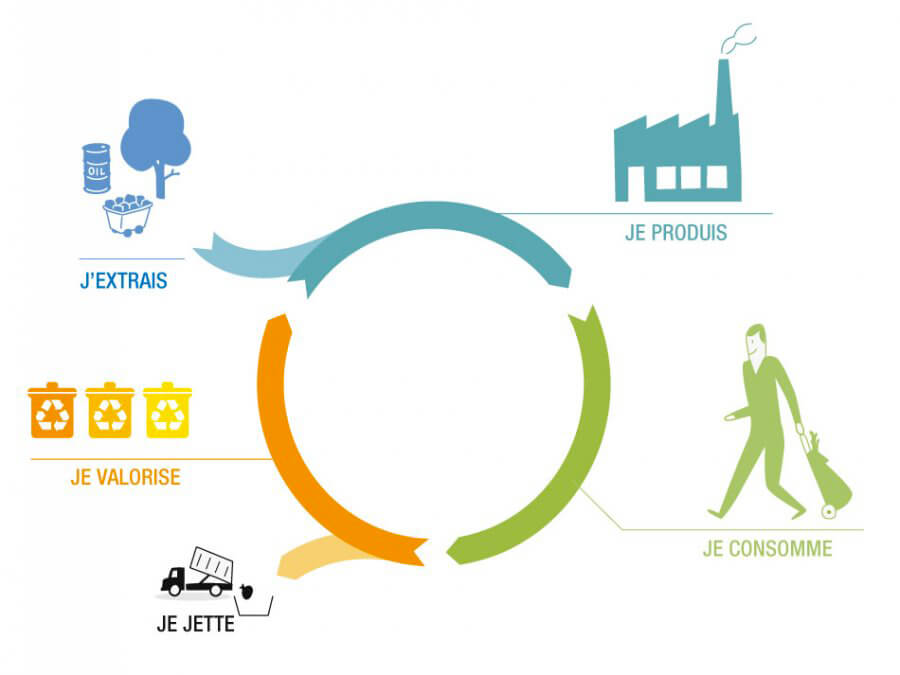 OIL
J'EXTRAIS
JE PRODUIS
JE CONSOMME
JE VALORISE
JE JETTE